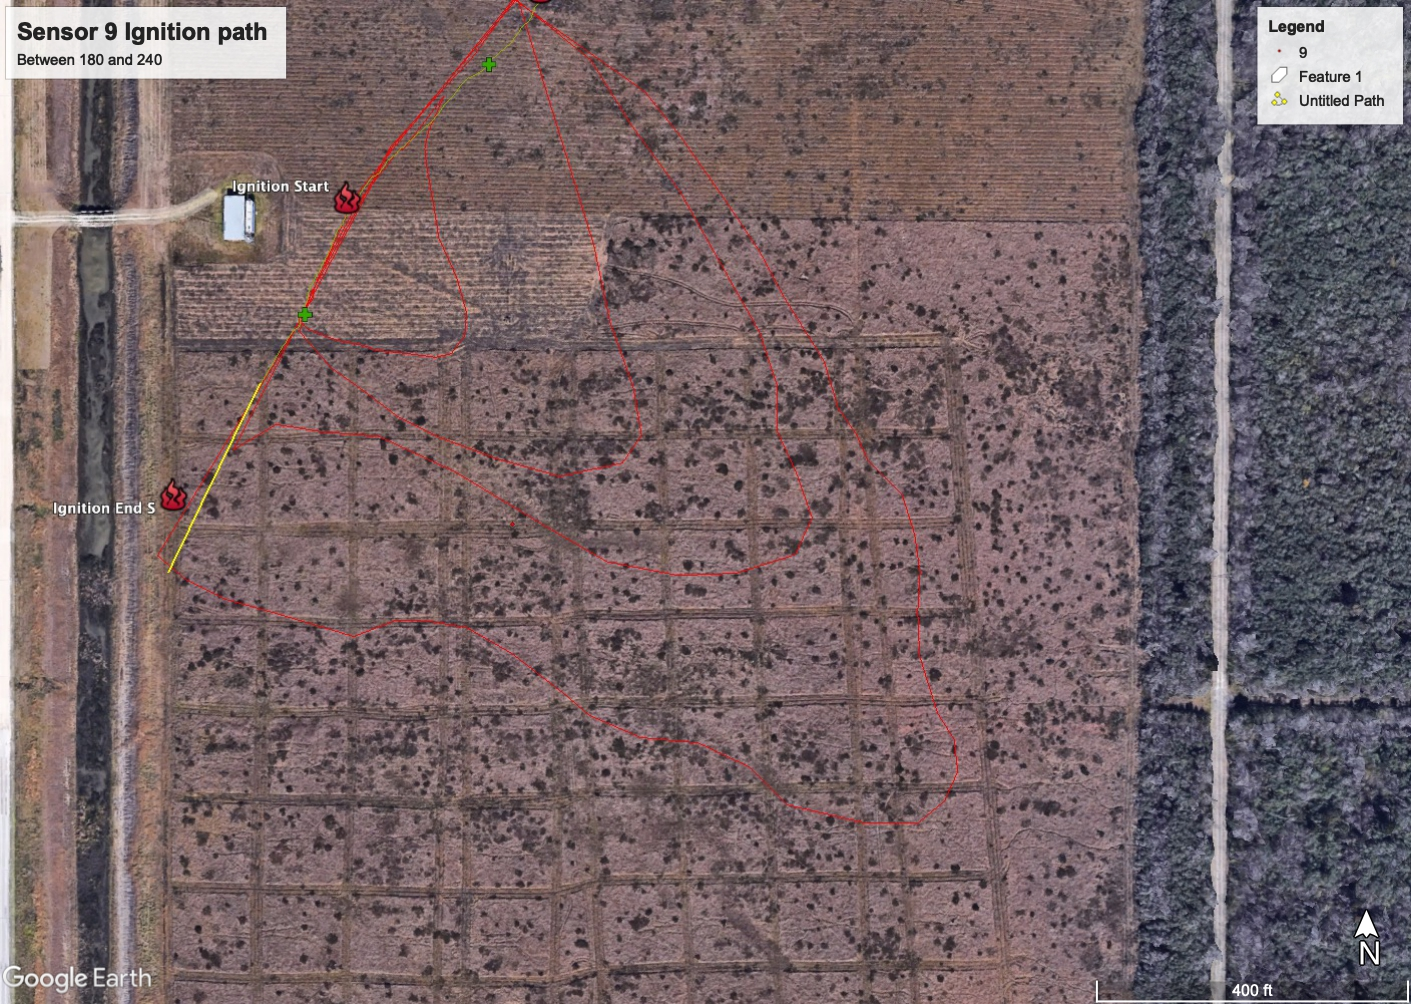 Sensor 9 Ignition path
Between 180 and 240
Legend
9
Feature 1
Untitled Path
Ignition Start
Ignition End S
Google Earth
N
400 ft